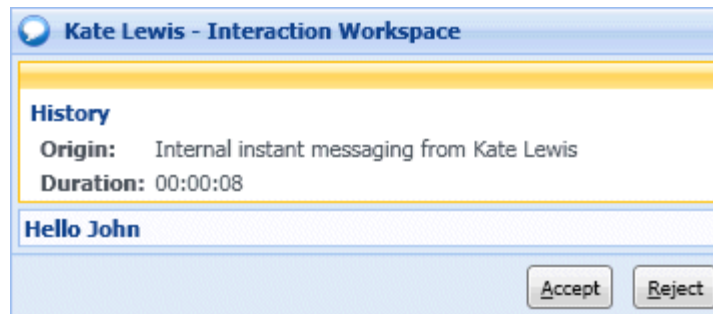 Kate Lewis - Interaction Workspace
History
Origin: Internal instant messaging from Kate Lewis
Duration: 00:00:08
Hello John
Accept Reject